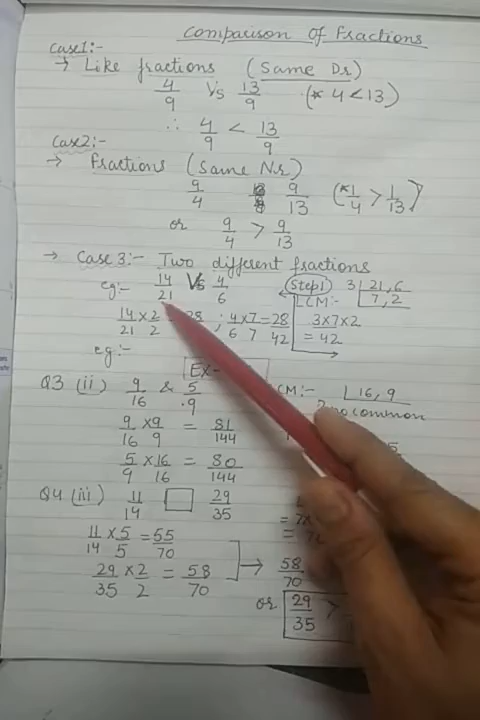 Comparison Of Fractions
Case1:-
→ Like fractions (Same Dr)
4/9 Vs 13/9 (* 4 < 13)
∴ 4/9 < 13/9
Case2:-
→ Fractions (Same Nr)
9/4 9/13 (* 1/4 > 1/13)
or 9/4 > 9/13
→ Case 3:- Two different fractions
eg:- 14/21 Vs 4/6 Step1 3 21, 6
LCM:- 7, 2
14/21 × 2/2 28 ; 4/6 × 7/7 = 28/42 3×7×2
= 42
eg:-
Ex-
Q3 (ii) 9/16 & 5/9 CM:- 16, 9
no common
9/16 × 9/9 = 81/144
5/9 × 16/16 = 80/144
Q4 (iii) 11/14 □ 29/35
11/14 × 5/5 = 55/70 = 7×
29/35 × 2/2 = 58/70 → 58/70
or 29/35 >